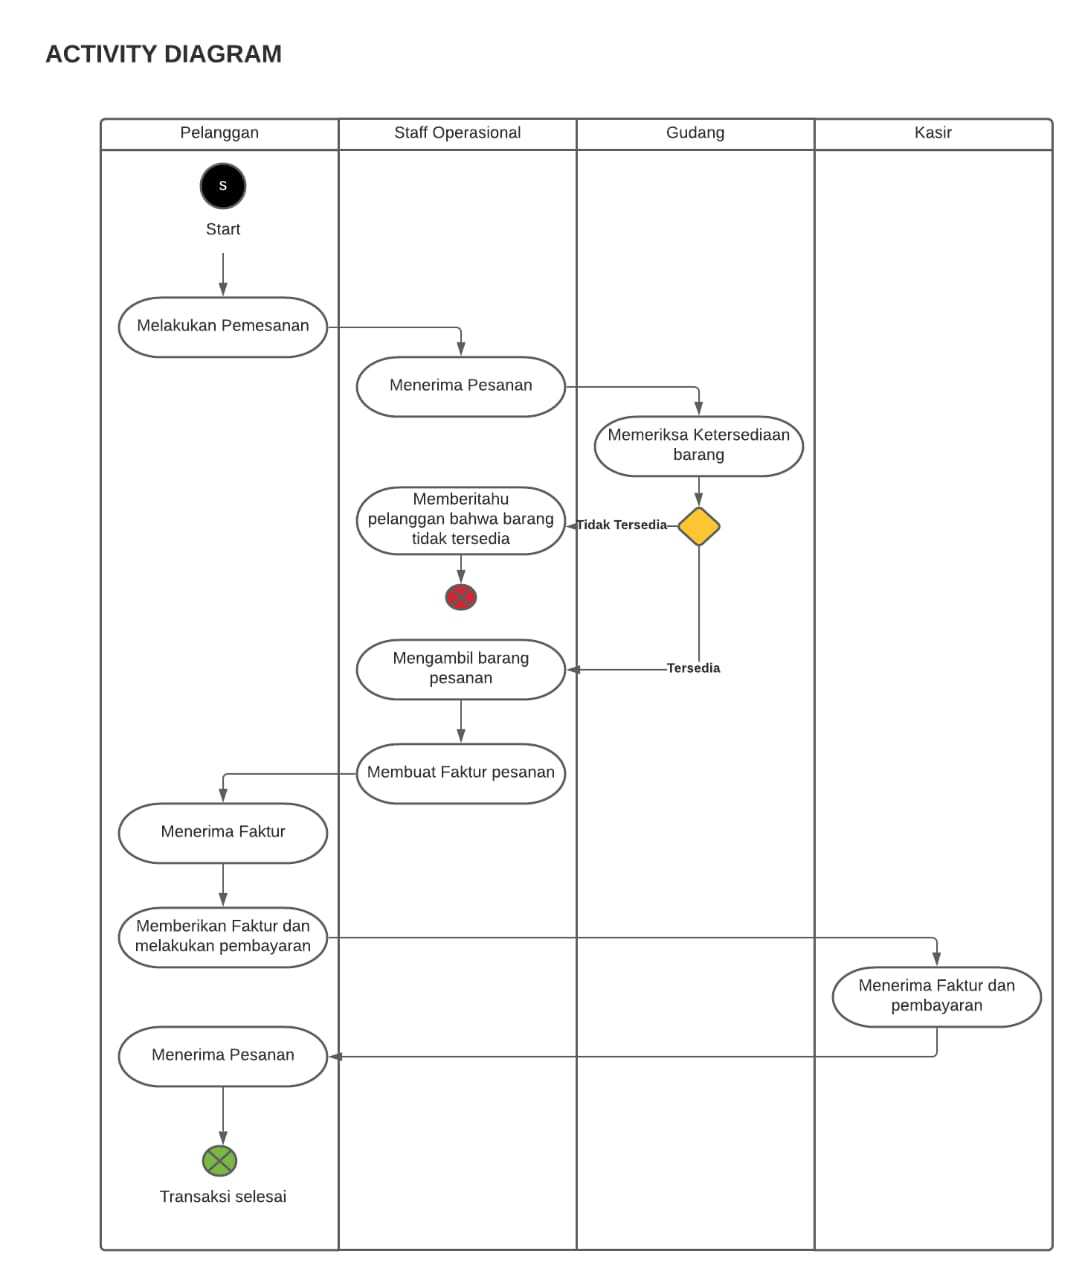 ACTIVITY DIAGRAM
Pelanggan
Staff Operasional
Gudang
Kasir
S
Start
Melakukan Pemesanan
Menerima Pesanan
Memeriksa Ketersediaan
barang
Memberitahu
pelanggan bahwa barang
tidak tersedia
Tidak Tersedia
Mengambil barang
pesanan
Tersedia
Membuat Faktur pesanan
Menerima Faktur
Memberikan Faktur dan
melakukan pembayaran
Menerima Faktur dan
pembayaran
Menerima Pesanan
Transaksi selesai